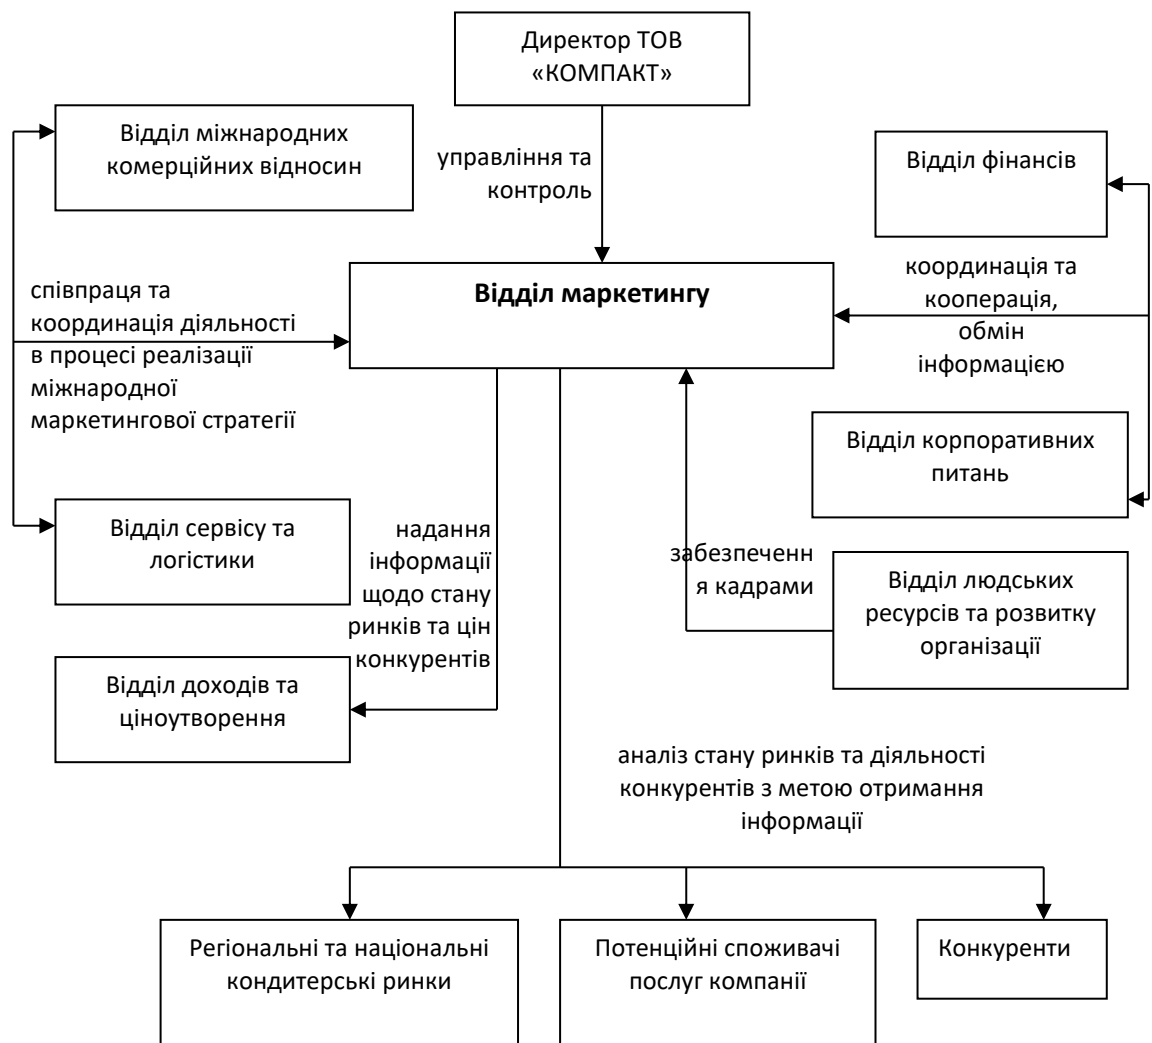 Директор ТОВ
«КОМПАКТ»
Відділ міжнародних
комерційних відносин
управління та
контроль
Відділ фінансів
співпраця та
координація діяльності
в процесі реалізації
міжнародної
маркетингової стратегії
Відділ маркетингу
координація та
кооперація,
обмін
інформацією
Відділ корпоративних
питань
Відділ сервісу та
логістики
надання
інформації
щодо стану
ринків та цін
конкурентів
забезпеченн
я кадрами
Відділ людських
ресурсів та розвитку
організації
Відділ доходів та
ціноутворення
аналіз стану ринків та діяльності
конкурентів з метою отримання
інформації
Регіональні та національні
кондитерські ринки
Потенційні споживачі
послуг компанії
Конкуренти